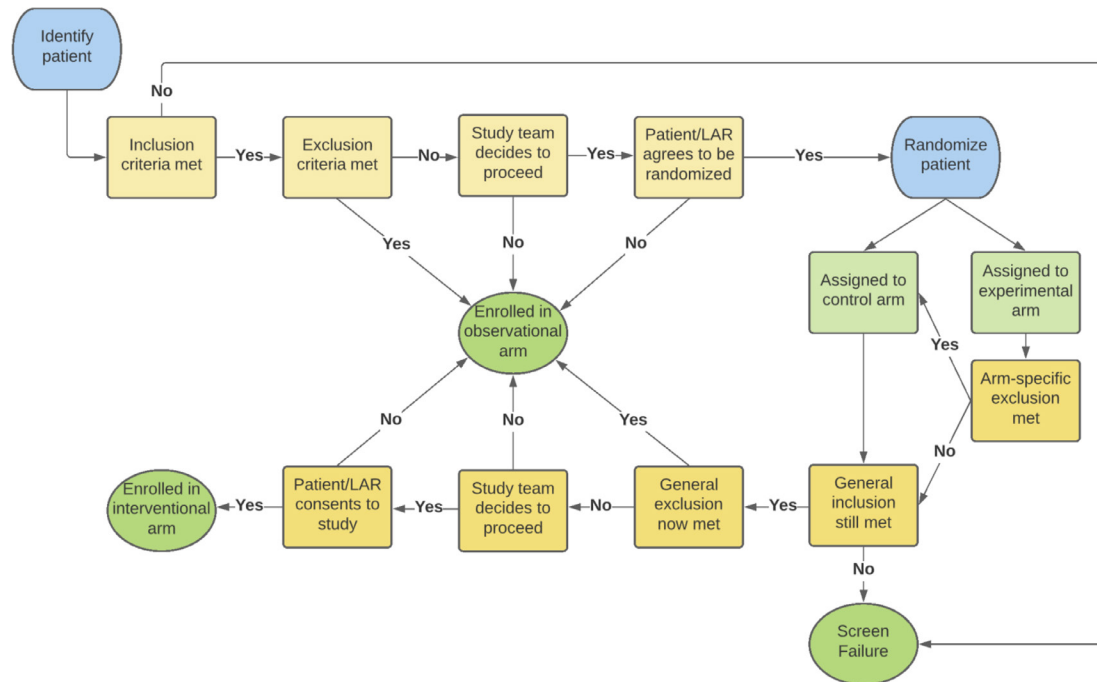 Identify
patient
No
Inclusion
criteria met
Yes
Exclusion
criteria met
No
Study team
decides to
proceed
Yes
Patient/LAR
agrees to be
randomized
Yes
Randomize
patient
Yes
No
No
Assigned to
control arm
Assigned to
experimental
arm
Enrolled in
observational
arm
Yes
Arm-specific
exclusion
met
No
No
No
Yes
Enrolled in
interventional
arm
Yes
Patient/LAR
consents to
study
Yes
Study team
decides to
proceed
No
General
exclusion
now met
Yes
General
inclusion
still met
No
Screen
Failure